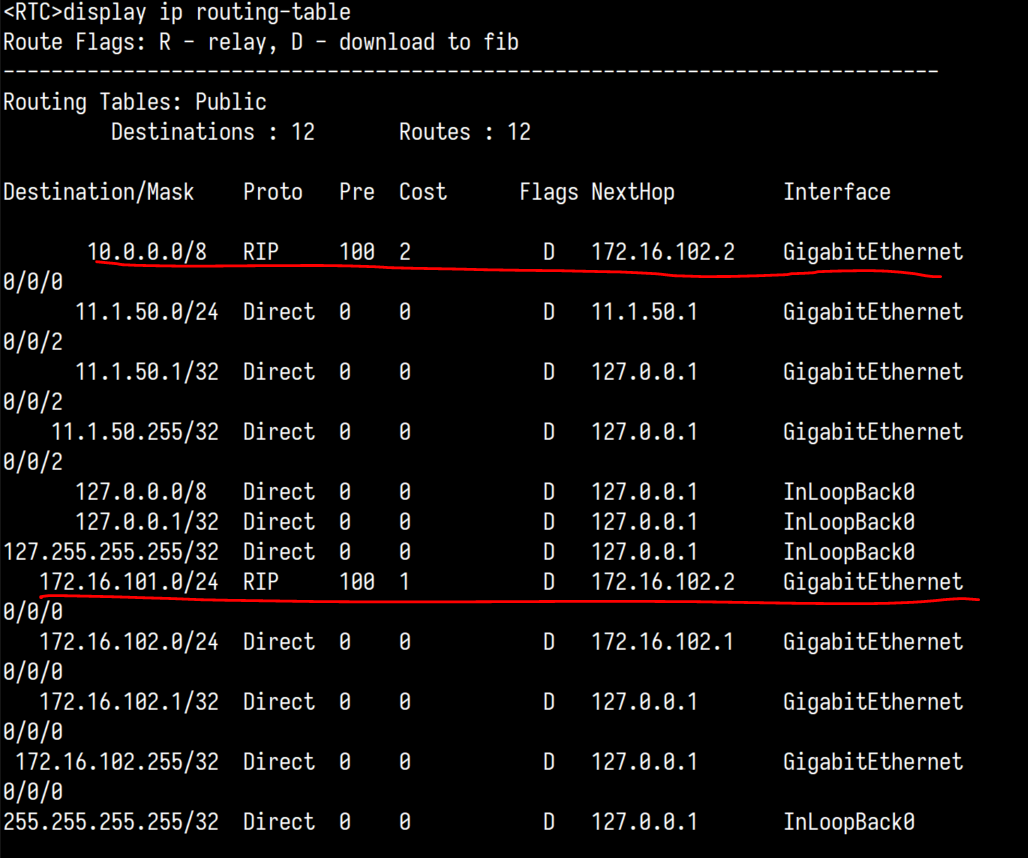 <RTC>display ip routing-table
Route Flags: R - relay, D - download to fib
------------------------------------------------------------------------------
Routing Tables: Public
         Destinations : 12       Routes : 12

Destination/Mask    Proto   Pre  Cost      Flags NextHop         Interface

       10.0.0.0/8   RIP     100  2           D   172.16.102.2    GigabitEthernet
0/0/0
      11.1.50.0/24  Direct  0    0           D   11.1.50.1       GigabitEthernet
0/0/2
      11.1.50.1/32  Direct  0    0           D   127.0.0.1       GigabitEthernet
0/0/2
    11.1.50.255/32  Direct  0    0           D   127.0.0.1       GigabitEthernet
0/0/2
      127.0.0.0/8   Direct  0    0           D   127.0.0.1       InLoopBack0
      127.0.0.1/32  Direct  0    0           D   127.0.0.1       InLoopBack0
127.255.255.255/32  Direct  0    0           D   127.0.0.1       InLoopBack0
   172.16.101.0/24  RIP     100  1           D   172.16.102.2    GigabitEthernet
0/0/0
   172.16.102.0/24  Direct  0    0           D   172.16.102.1    GigabitEthernet
0/0/0
   172.16.102.1/32  Direct  0    0           D   127.0.0.1       GigabitEthernet
0/0/0
 172.16.102.255/32  Direct  0    0           D   127.0.0.1       GigabitEthernet
0/0/0
255.255.255.255/32  Direct  0    0           D   127.0.0.1       InLoopBack0